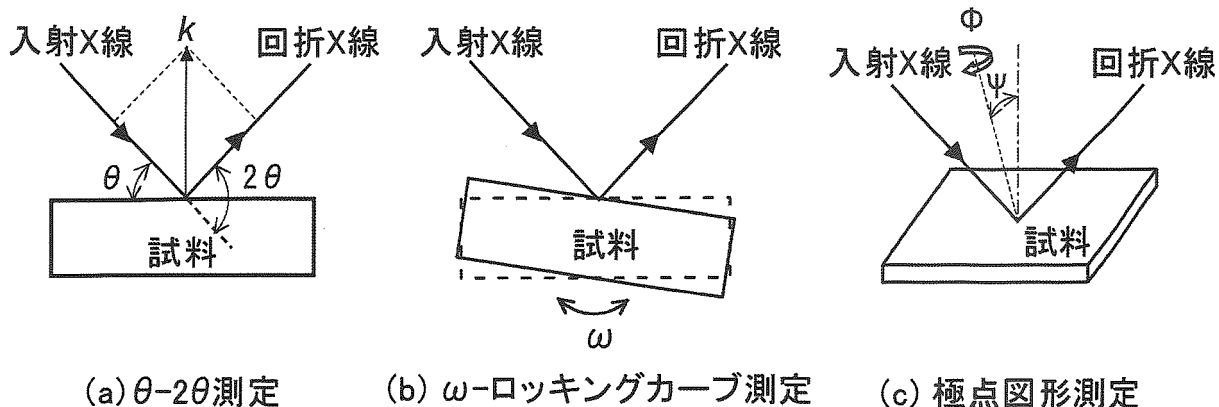 入射X線 k 回折X線
θ 2θ
試料
(a) θ-2θ測定
入射X線 回折X線
試料
ω
(b) ω-ロッキングカーブ測定
Φ
入射X線 Ψ 回折X線
試料
(c) 極点図形測定